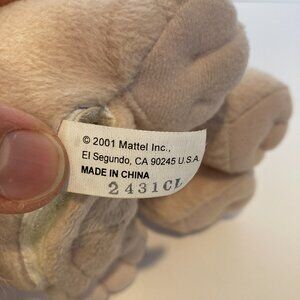 © 2001 Mattel Inc.,
El Segundo, CA 90245 U.S.A.
MADE IN CHINA
2431CL